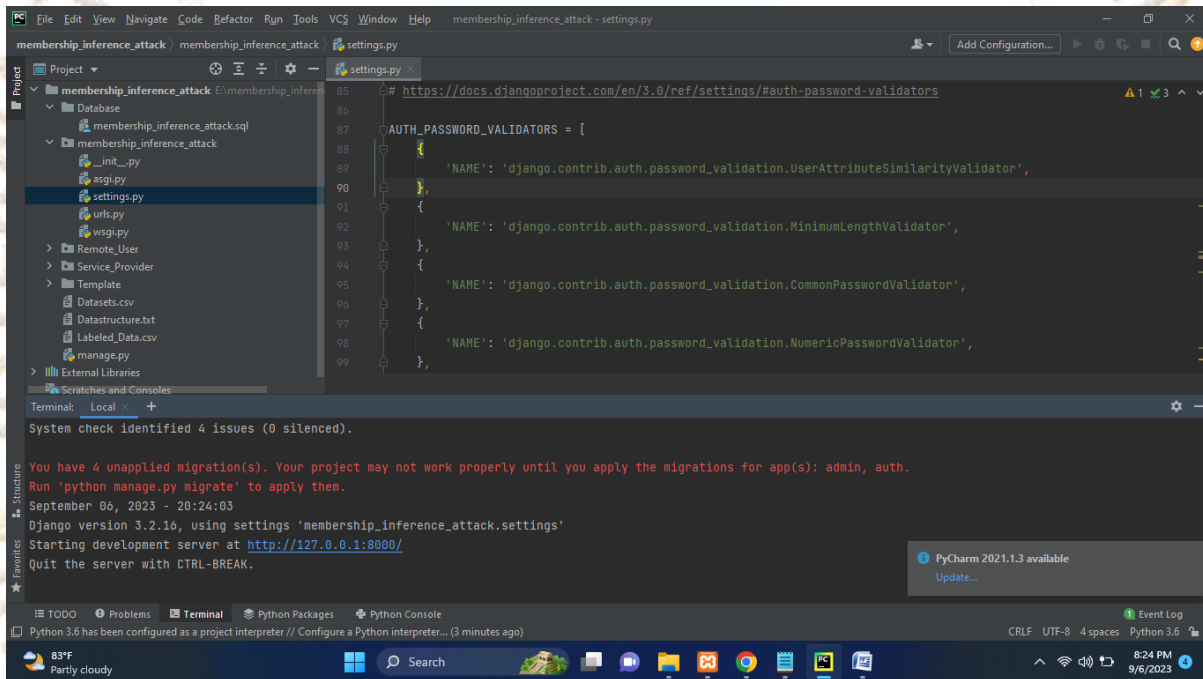 PC File Edit View Navigate Code Refactor Run Tools VCS Window Help membership_inference_attack - settings.py
membership_inference_attack membership_inference_attack settings.py Add Configuration...
Project settings.py
Project
membership_inference_attack E:\membership_inferen
Database
membership_inference_attack.sql
membership_inference_attack
__init__.py
asgi.py
settings.py
urls.py
wsgi.py
Remote_User
Service_Provider
Template
Datasets.csv
Datastructure.txt
Labeled_Data.csv
manage.py
External Libraries
Scratches and Consoles
85 # https://docs.djangoproject.com/en/3.0/ref/settings/#auth-password-validators 1 3
86
87 AUTH_PASSWORD_VALIDATORS = [
88 {
89 'NAME': 'django.contrib.auth.password_validation.UserAttributeSimilarityValidator',
90 },
91 {
92 'NAME': 'django.contrib.auth.password_validation.MinimumLengthValidator',
93 },
94 {
95 'NAME': 'django.contrib.auth.password_validation.CommonPasswordValidator',
96 },
97 {
98 'NAME': 'django.contrib.auth.password_validation.NumericPasswordValidator',
99 },
Terminal: Local × +
System check identified 4 issues (0 silenced).
You have 4 unapplied migration(s). Your project may not work properly until you apply the migrations for app(s): admin, auth.
Run 'python manage.py migrate' to apply them.
September 06, 2023 - 20:24:03
Django version 3.2.16, using settings 'membership_inference_attack.settings'
Starting development server at http://127.0.0.1:8000/
Quit the server with CTRL-BREAK.
Structure
Favorites
PyCharm 2021.1.3 available
Update...
TODO Problems Terminal Python Packages Python Console 1 Event Log
Python 3.6 has been configured as a project interpreter // Configure a Python interpreter... (3 minutes ago) CRLF UTF-8 4 spaces Python 3.6
83°F
Partly cloudy
Search
PC
8:24 PM
9/6/2023
4